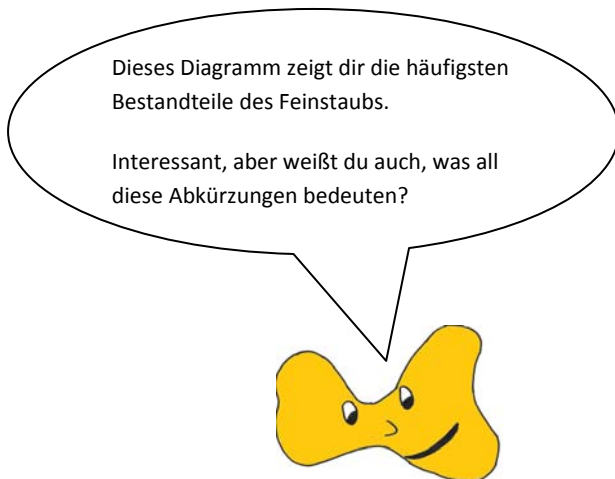 Dieses Diagramm zeigt dir die häufigsten
Bestandteile des Feinstaubs.
Interessant, aber weißt du auch, was all
diese Abkürzungen bedeuten?